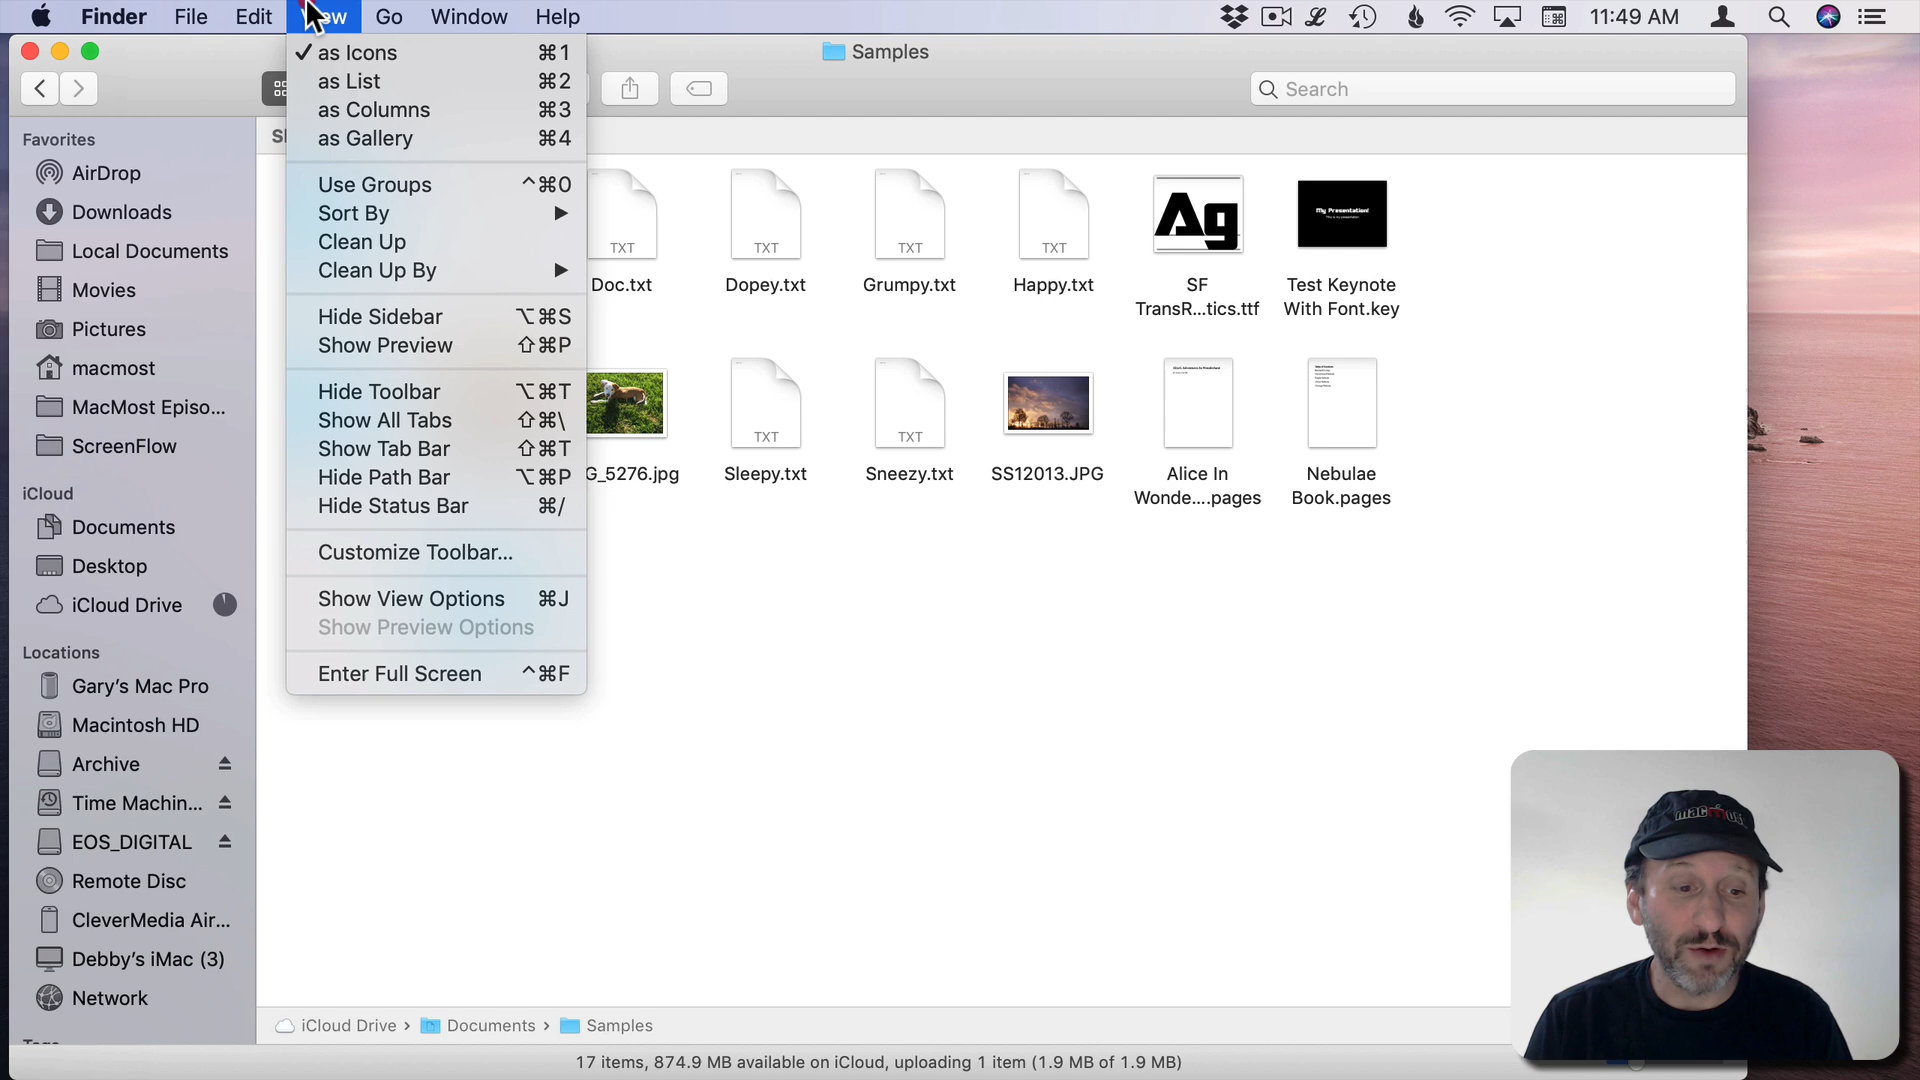 Finder File Edit Go Window Help 11:49 AM
Samples
Search
as Icons ⌘1
as List ⌘2
as Columns ⌘3
as Gallery ⌘4
Use Groups ^⌘0
Sort By
Clean Up
Clean Up By
Hide Sidebar ⌥⌘S
Show Preview ⇧⌘P
Hide Toolbar ⌥⌘T
Show All Tabs ⇧⌘\
Show Tab Bar ⇧⌘T
Hide Path Bar ⌥⌘P
Hide Status Bar ⌘/
Customize Toolbar...
Show View Options ⌘J
Show Preview Options
Enter Full Screen ^⌘F
Favorites
AirDrop
Downloads
Local Documents
Movies
Pictures
macmost
MacMost Episo...
ScreenFlow
iCloud
Documents
Desktop
iCloud Drive
Locations
Gary's Mac Pro
Macintosh HD
Archive
Time Machin...
EOS_DIGITAL
Remote Disc
CleverMedia Air...
Debby's iMac (3)
Network
TXT
TXT
TXT
TXT
Ag
My Presentation!
Doc.txt
Dopey.txt
Grumpy.txt
Happy.txt
SF
TransR...tics.ttf
Test Keynote
With Font.key
TXT
TXT
G_5276.jpg
Sleepy.txt
Sneezy.txt
SS12013.JPG
Alice In
Wonde....pages
Nebulae
Book.pages
iCloud Drive › Documents › Samples
17 items, 874.9 MB available on iCloud, uploading 1 item (1.9 MB of 1.9 MB)
macmost